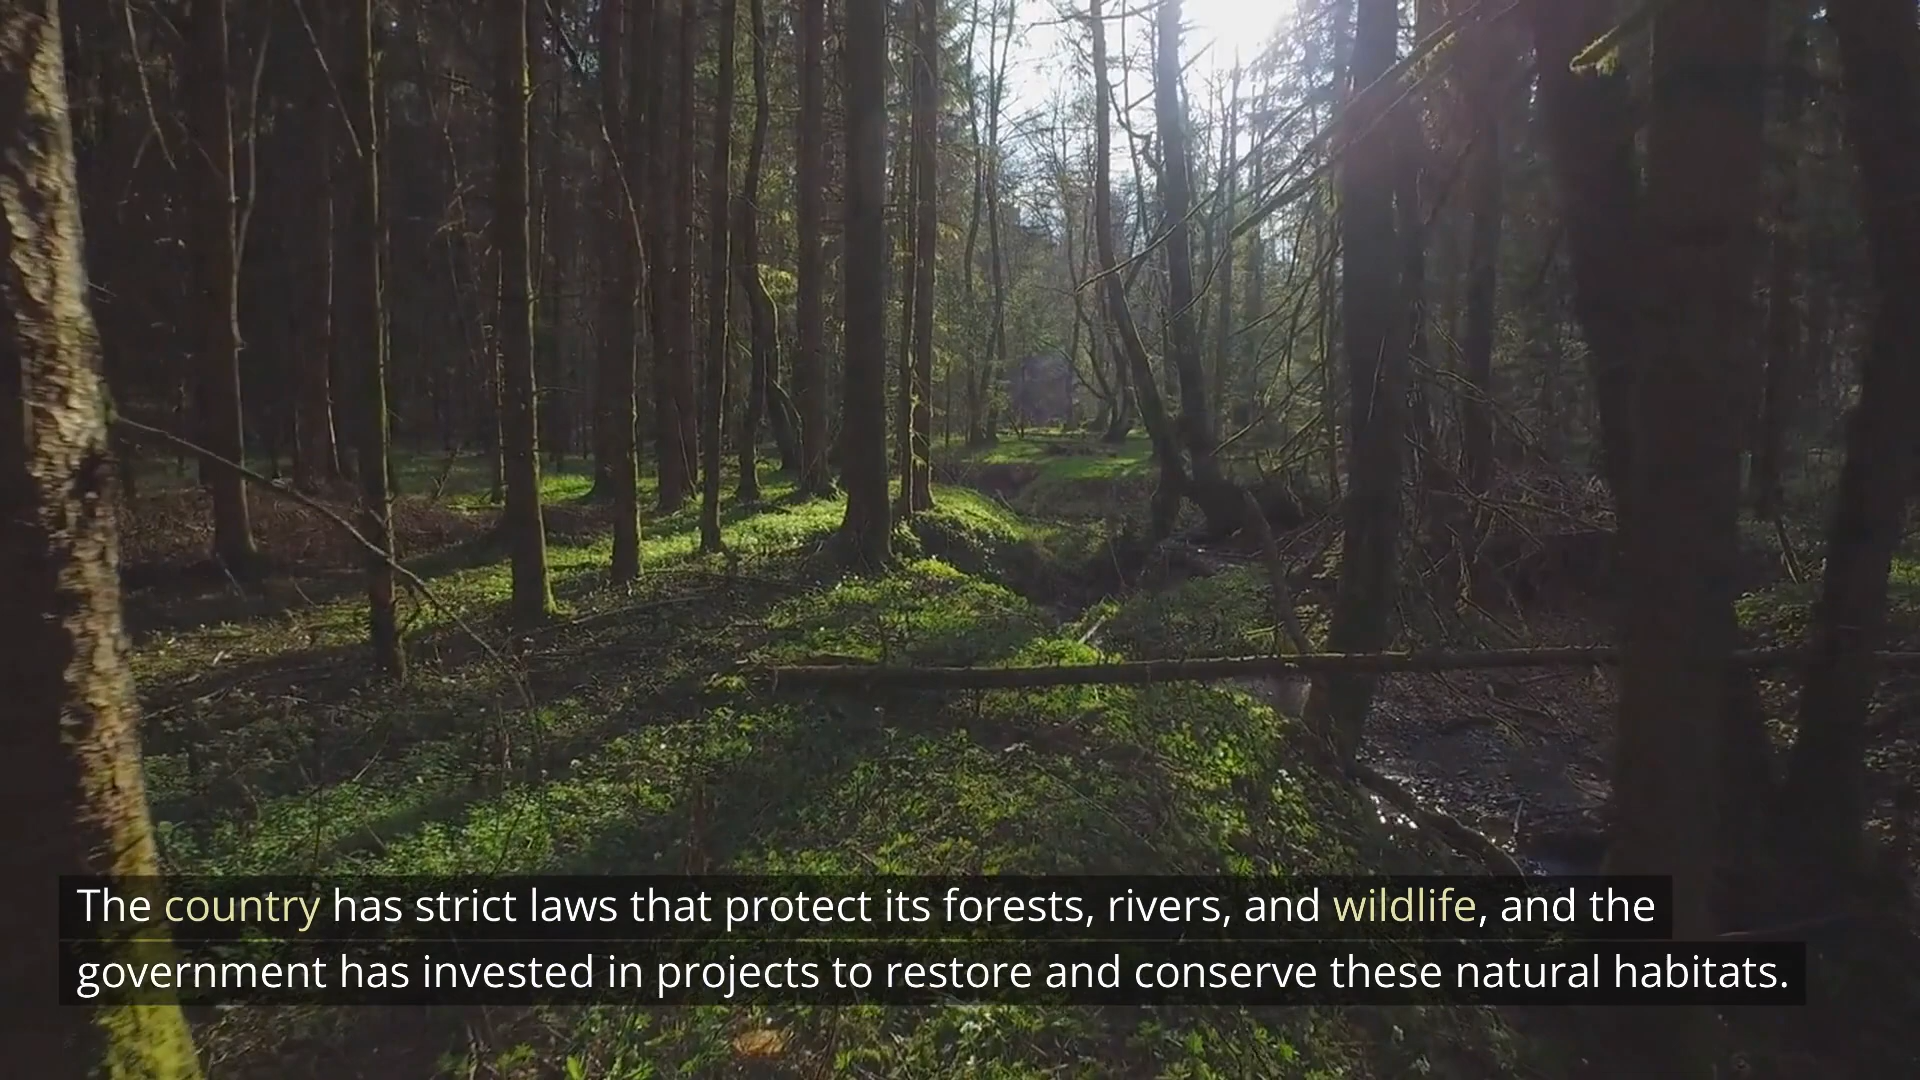 The country has strict laws that protect its forests, rivers, and wildlife, and the
government has invested in projects to restore and conserve these natural habitats.